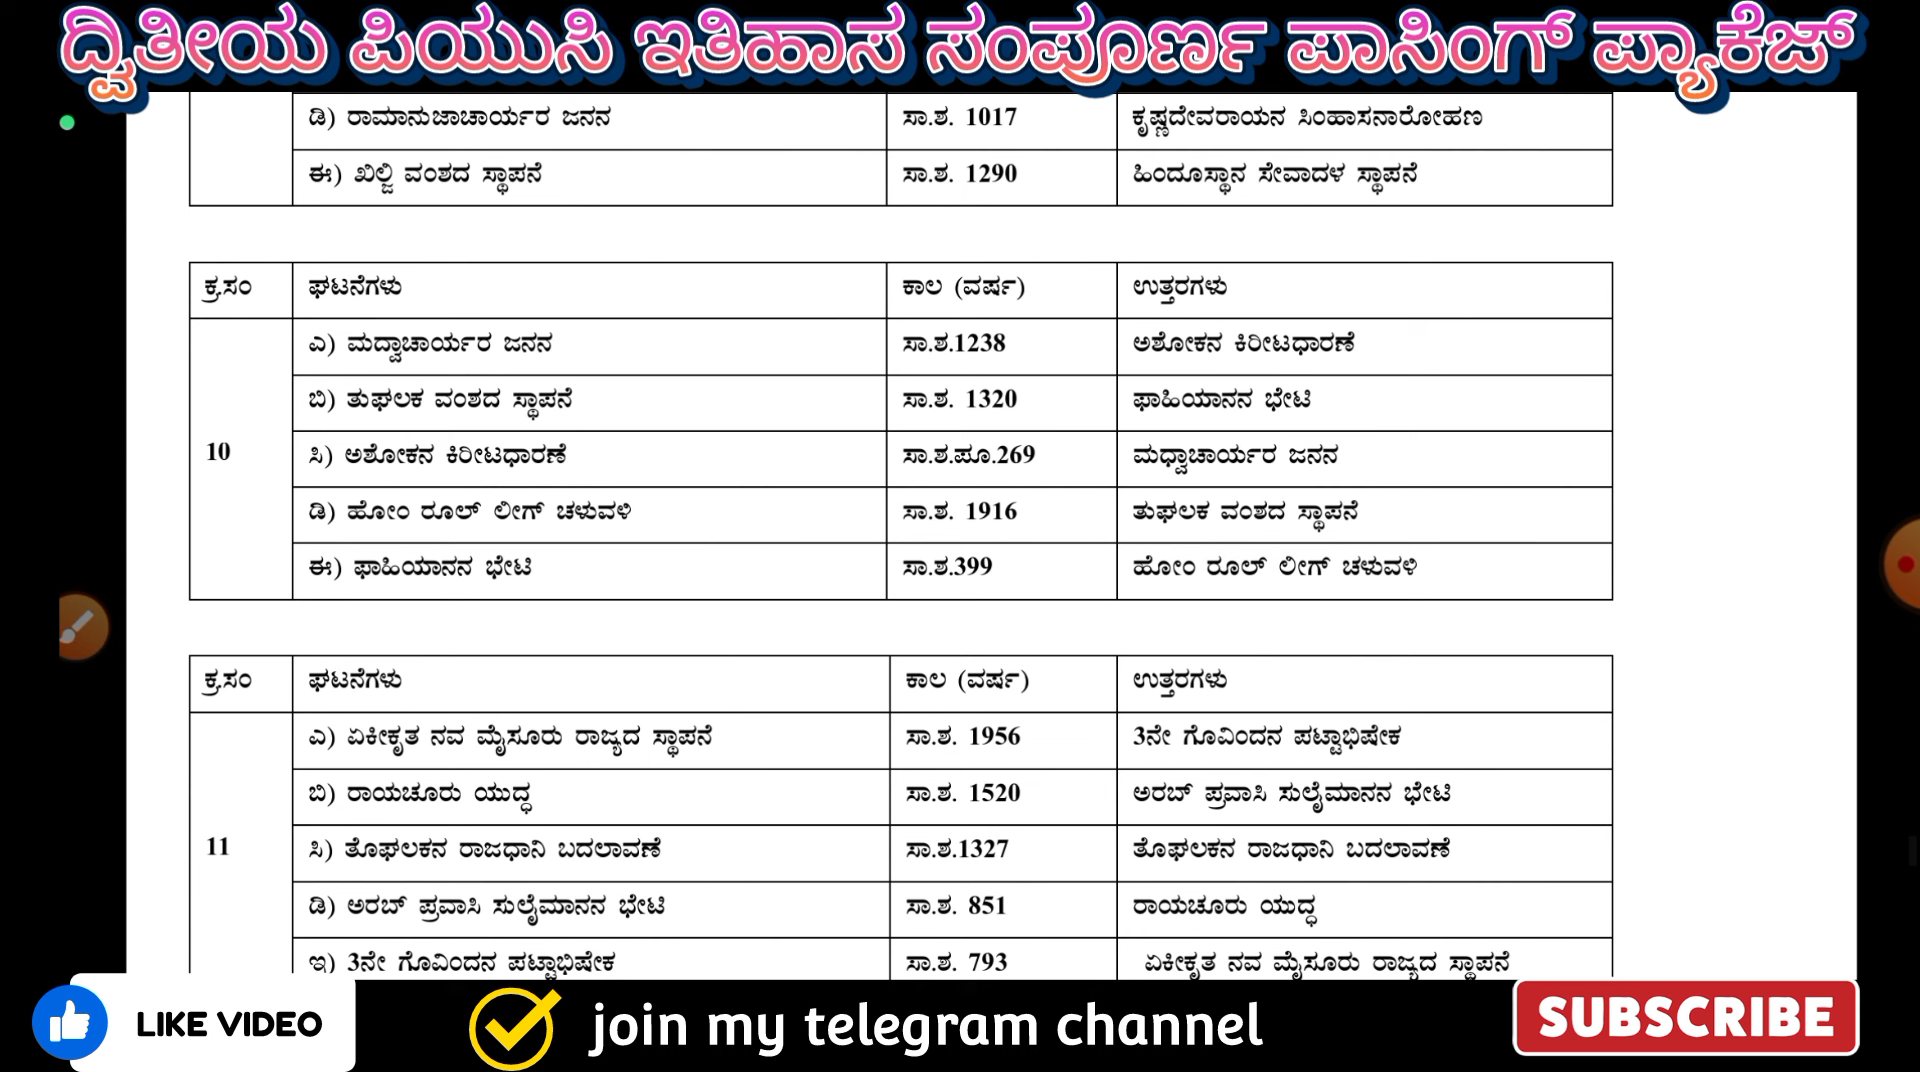 ದ್ವಿತೀಯ ಪಿಯುಸಿ ಇತಿಹಾಸ ಸಂಪೂರ್ಣ ಪಾಸಿಂಗ್ ಪ್ಯಾಕೇಜ್
ಡಿ) ರಾಮಾನುಜಾಚಾರ್ಯರ ಜನನ ಸಾ.ಶ. 1017 ಕೃಷ್ಣದೇವರಾಯನ ಸಿಂಹಾಸನಾರೋಹಣ
ಈ) ಖಿಲ್ಜಿ ವಂಶದ ಸ್ಥಾಪನೆ ಸಾ.ಶ. 1290 ಹಿಂದೂಸ್ಥಾನ ಸೇವಾದಳ ಸ್ಥಾಪನೆ
ಕ್ರ.ಸಂ ಘಟನೆಗಳು ಕಾಲ (ವರ್ಷ) ಉತ್ತರಗಳು
ಎ) ಮದ್ವಾಚಾರ್ಯರ ಜನನ ಸಾ.ಶ.1238 ಅಶೋಕನ ಕಿರೀಟಧಾರಣೆ
ಬಿ) ತುಘಲಕ ವಂಶದ ಸ್ಥಾಪನೆ ಸಾ.ಶ. 1320 ಫಾಹಿಯಾನನ ಭೇಟಿ
10 ಸಿ) ಅಶೋಕನ ಕಿರೀಟಧಾರಣೆ ಸಾ.ಶ.ಪೂ.269 ಮಧ್ವಾಚಾರ್ಯರ ಜನನ
ಡಿ) ಹೋಂ ರೂಲ್ ಲೀಗ್ ಚಳುವಳಿ ಸಾ.ಶ. 1916 ತುಘಲಕ ವಂಶದ ಸ್ಥಾಪನೆ
ಈ) ಫಾಹಿಯಾನನ ಭೇಟಿ ಸಾ.ಶ.399 ಹೋಂ ರೂಲ್ ಲೀಗ್ ಚಳುವಳಿ
ಕ್ರ.ಸಂ ಘಟನೆಗಳು ಕಾಲ (ವರ್ಷ) ಉತ್ತರಗಳು
ಎ) ಏಕೀಕೃತ ನವ ಮೈಸೂರು ರಾಜ್ಯದ ಸ್ಥಾಪನೆ ಸಾ.ಶ. 1956 3ನೇ ಗೊವಿಂದನ ಪಟ್ಟಾಭಿಷೇಕ
ಬಿ) ರಾಯಚೂರು ಯುದ್ಧ ಸಾ.ಶ. 1520 ಅರಬ್ ಪ್ರವಾಸಿ ಸುಲೈಮಾನನ ಭೇಟಿ
11 ಸಿ) ತೊಘಲಕನ ರಾಜಧಾನಿ ಬದಲಾವಣೆ ಸಾ.ಶ.1327 ತೊಘಲಕನ ರಾಜಧಾನಿ ಬದಲಾವಣೆ
ಡಿ) ಅರಬ್ ಪ್ರವಾಸಿ ಸುಲೈಮಾನನ ಭೇಟಿ ಸಾ.ಶ. 851 ರಾಯಚೂರು ಯುದ್ಧ
ಇ) 3ನೇ ಗೊವಿಂದನ ಪಟ್ಟಾಭಿಷೇಕ ಸಾ.ಶ. 793 ಏಕೀಕೃತ ನವ ಮೈಸೂರು ರಾಜ್ಯದ ಸ್ಥಾಪನೆ
LIKE VIDEO join my telegram channel SUBSCRIBE